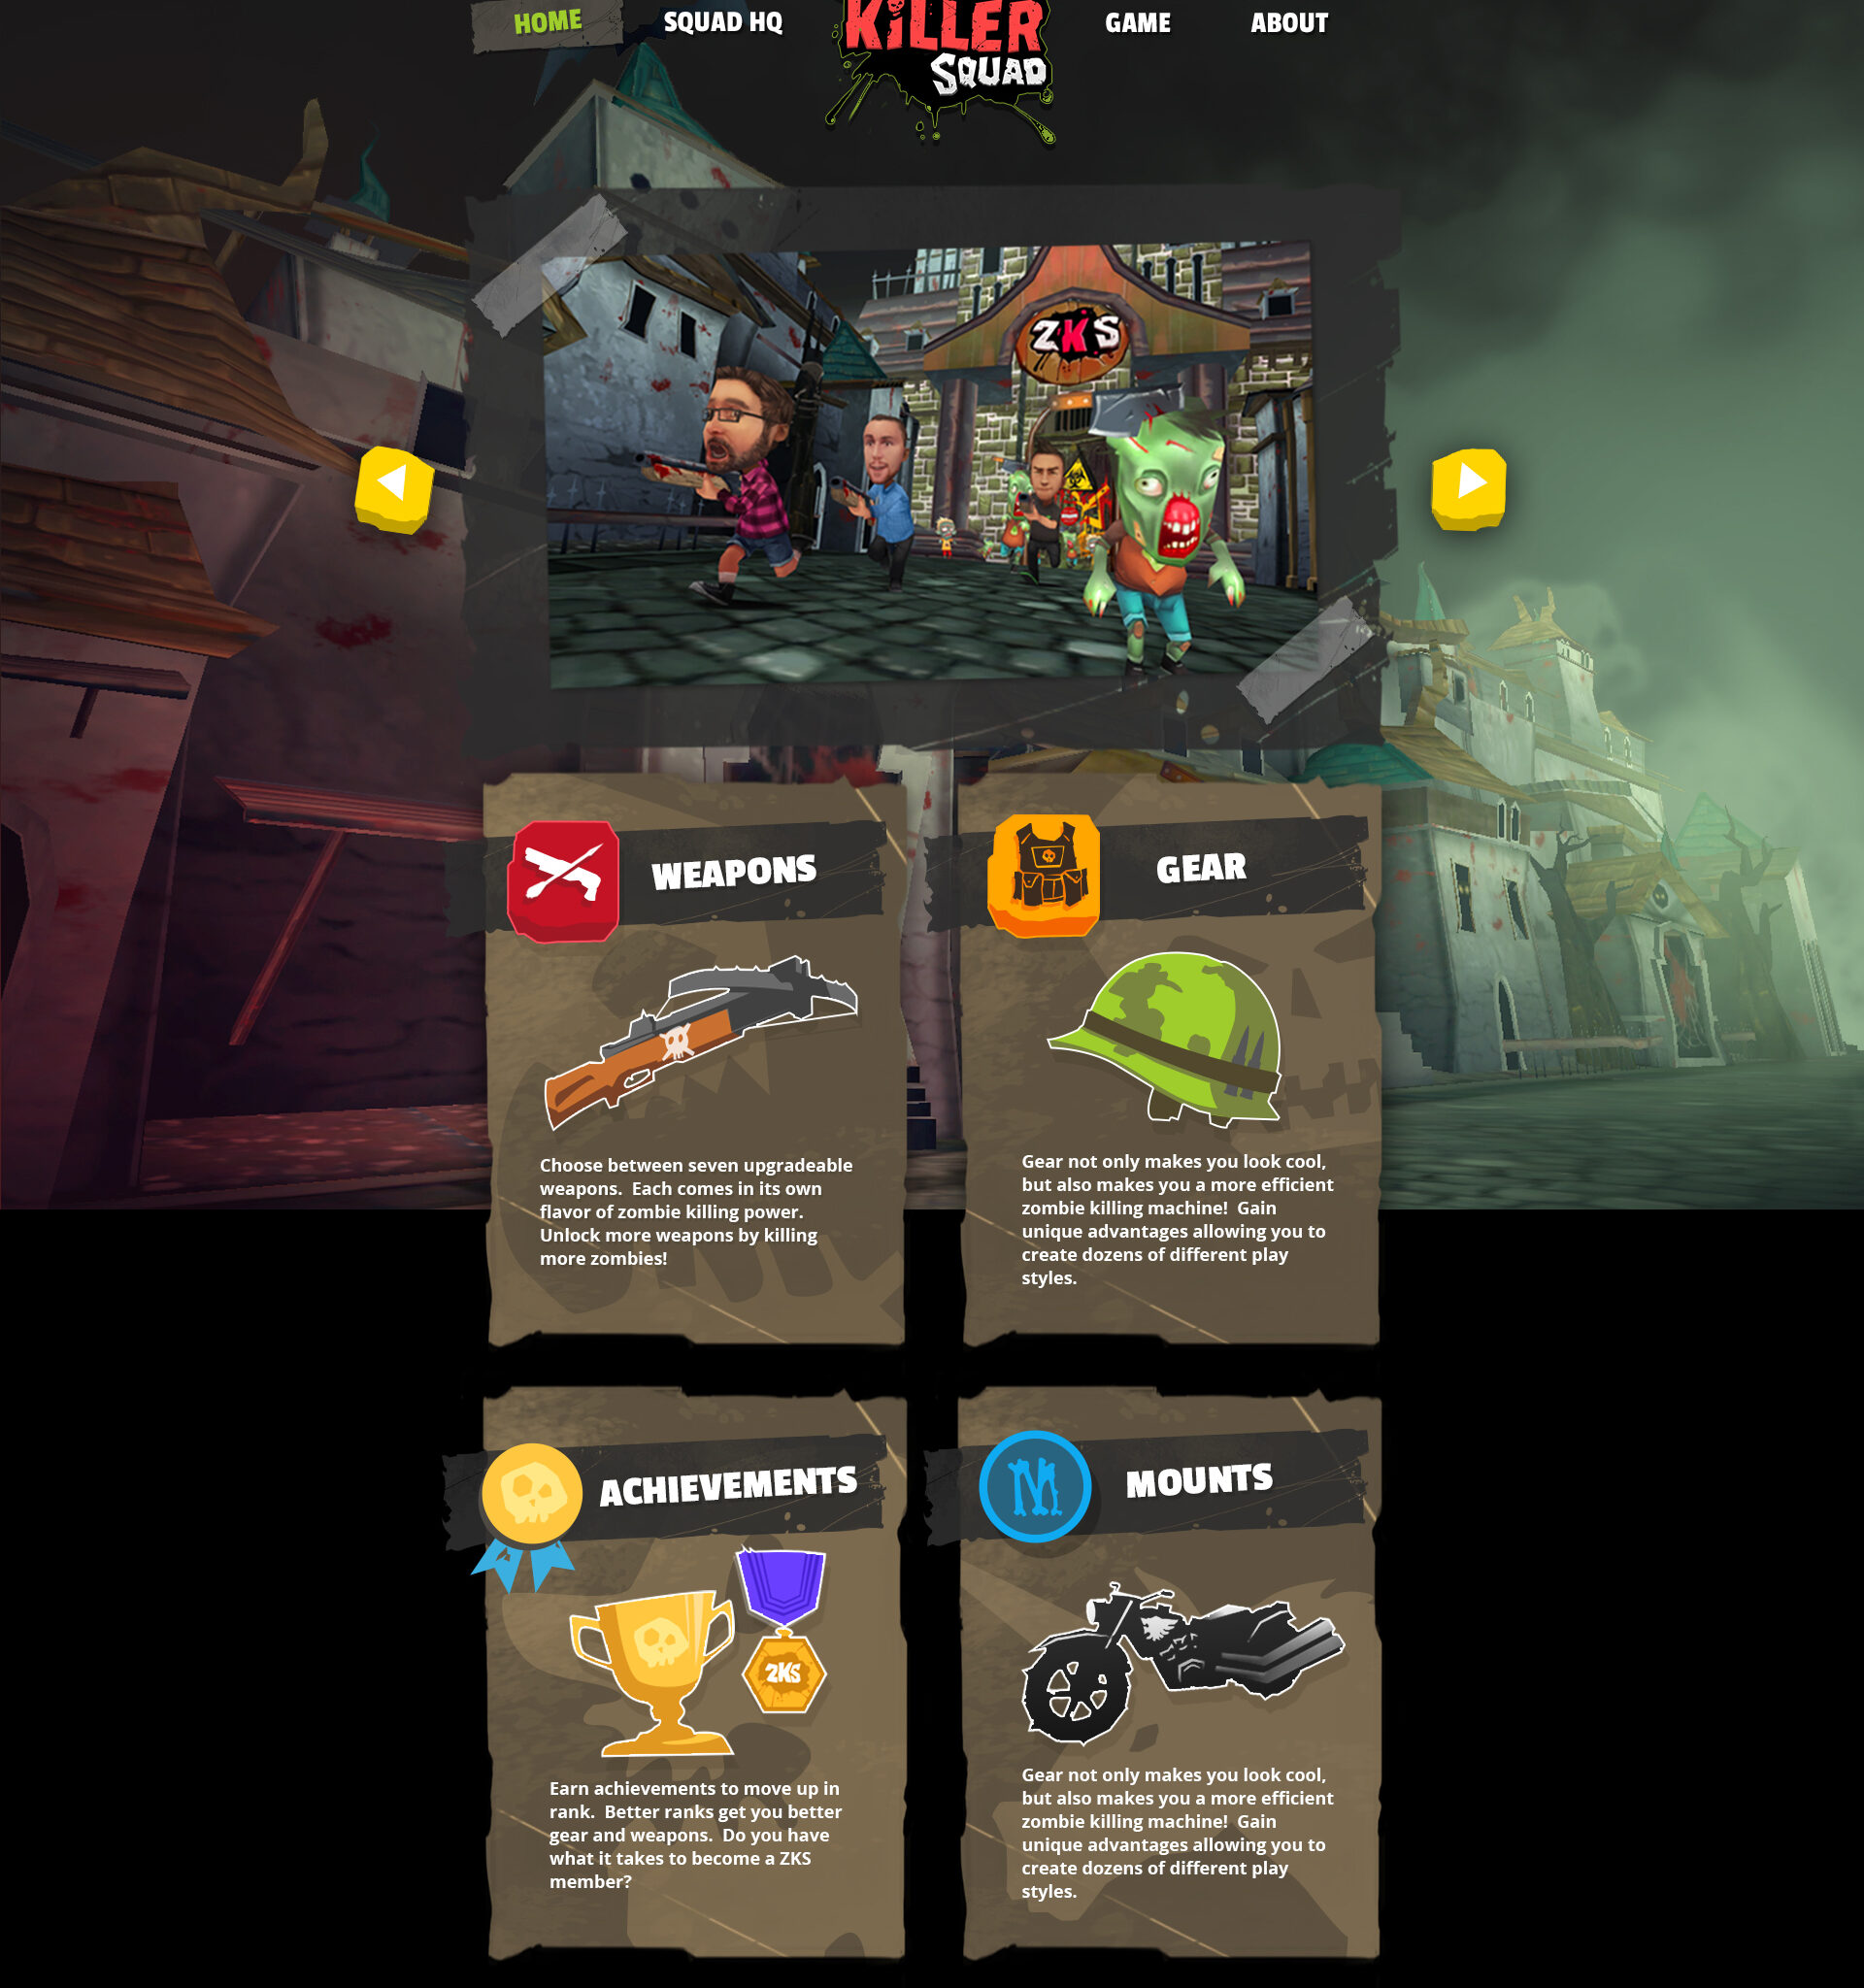 HOME
SQUAD HQ
KiLLER
SQUAD
GAME
ABOUT
ZKS
WEAPONS
Choose between seven upgradeable
weapons. Each comes in its own
flavor of zombie killing power.
Unlock more weapons by killing
more zombies!
GEAR
Gear not only makes you look cool,
but also makes you a more efficient
zombie killing machine! Gain
unique advantages allowing you to
create dozens of different play
styles.
ACHIEVEMENTS
ZKS
Earn achievements to move up in
rank. Better ranks get you better
gear and weapons. Do you have
what it takes to become a ZKS
member?
M
MOUNTS
Gear not only makes you look cool,
but also makes you a more efficient
zombie killing machine! Gain
unique advantages allowing you to
create dozens of different play
styles.